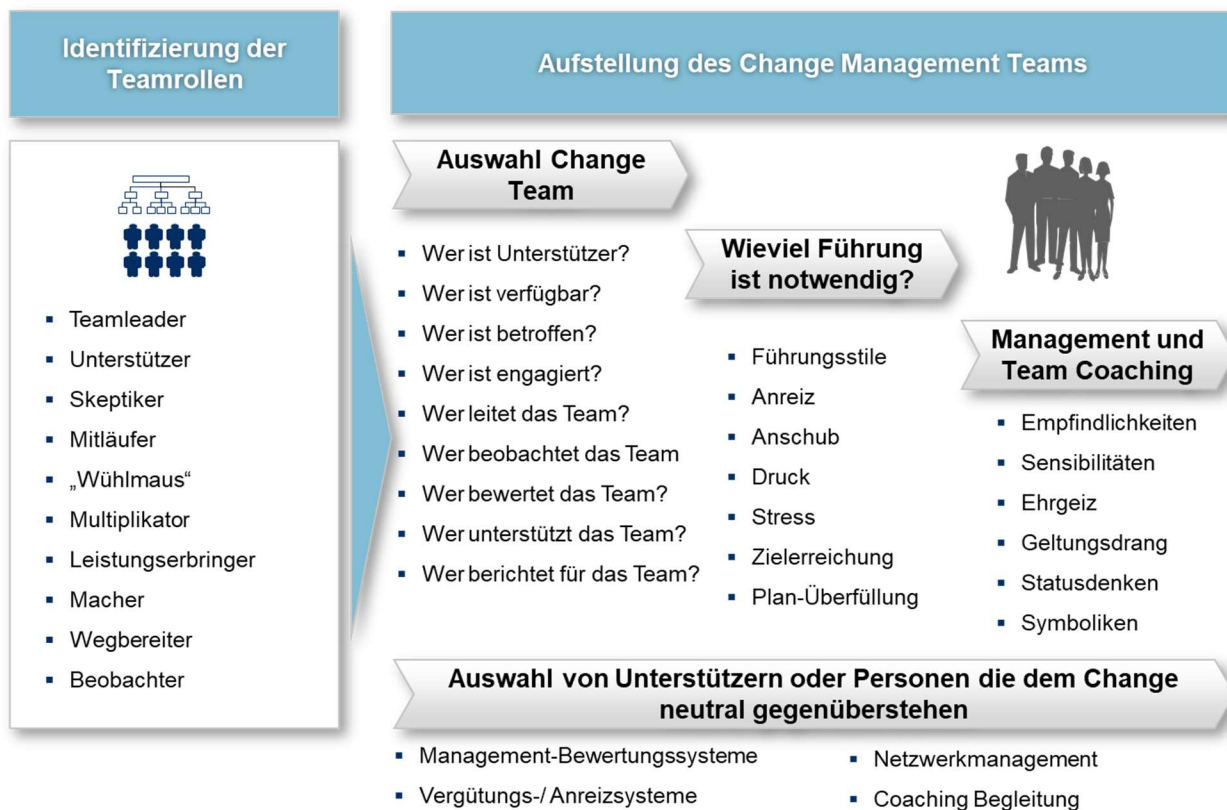 Identifizierung der
Teamrollen
Aufstellung des Change Management Teams
Teamleader
Unterstützer
Skeptiker
Mitläufer
„Wühlmaus“
Multiplikator
Leistungserbringer
Macher
Wegbereiter
Beobachter
Auswahl Change
Team
Wer ist Unterstützer?
Wer ist verfügbar?
Wer ist betroffen?
Wer ist engagiert?
Wer leitet das Team?
Wer beobachtet das Team
Wer bewertet das Team?
Wer unterstützt das Team?
Wer berichtet für das Team?
Wieviel Führung
ist notwendig?
Führungsstile
Anreiz
Anschub
Druck
Stress
Zielerreichung
Plan-Überfüllung
Management und
Team Coaching
Empfindlichkeiten
Sensibilitäten
Ehrgeiz
Geltungsdrang
Statusdenken
Symboliken
Auswahl von Unterstützern oder Personen die dem Change
neutral gegenüberstehen
Management-Bewertungssysteme
Vergütungs-/ Anreizsysteme
Netzwerkmanagement
Coaching Begleitung